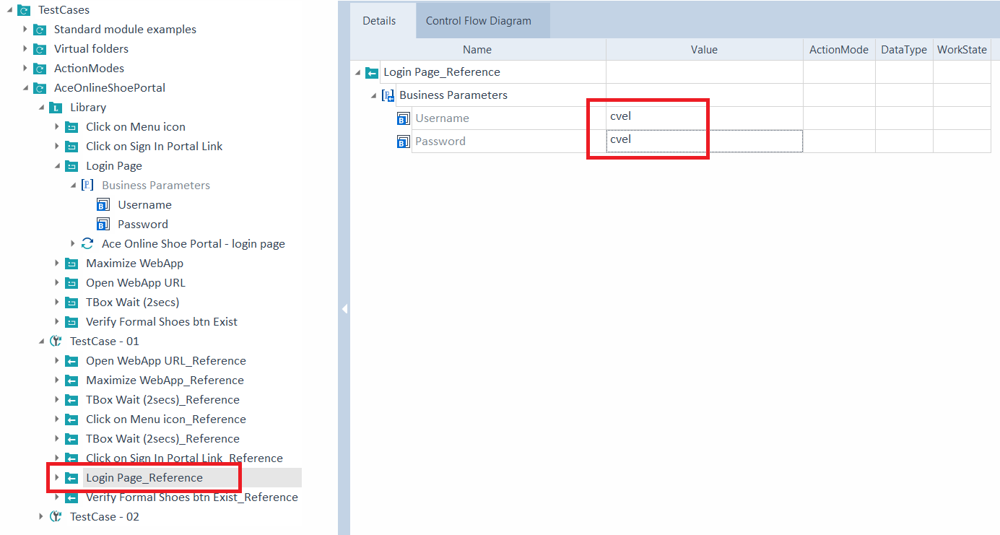 TestCases
Standard module examples
Virtual folders
ActionModes
AceOnlineShoePortal
Library
Click on Menu icon
Click on Sign In Portal Link
Login Page
Business Parameters
Username
Password
Ace Online Shoe Portal - login page
Maximize WebApp
Open WebApp URL
TBox Wait (2secs)
Verify Formal Shoes btn Exist
TestCase - 01
Open WebApp URL_Reference
Maximize WebApp_Reference
TBox Wait (2secs)_Reference
Click on Menu icon_Reference
TBox Wait (2secs)_Reference
Click on Sign In Portal Link_Reference
Login Page_Reference
Verify Formal Shoes btn Exist_Reference
TestCase - 02
Details Control Flow Diagram
Name Value ActionMode DataType WorkState
Login Page_Reference
Business Parameters
Username cvel
Password cvel